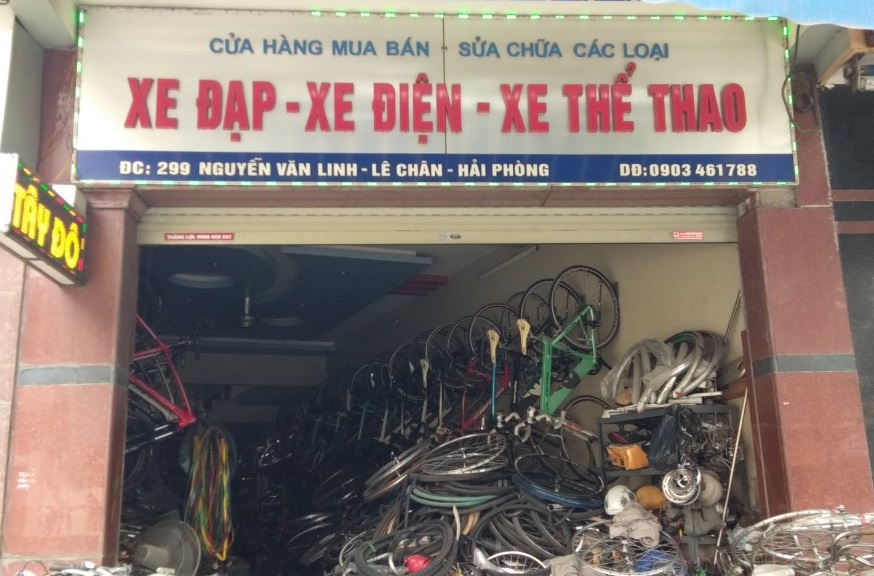 CỬA HÀNG MUA BÁN - SỬA CHỮA CÁC LOẠI
XE ĐẠP - XE ĐIỆN - XE THỂ THAO
ĐC: 299 NGUYỄN VĂN LINH - LÊ CHÂN - HẢI PHÒNG DĐ: 0903 461788
TÂY ĐÔ